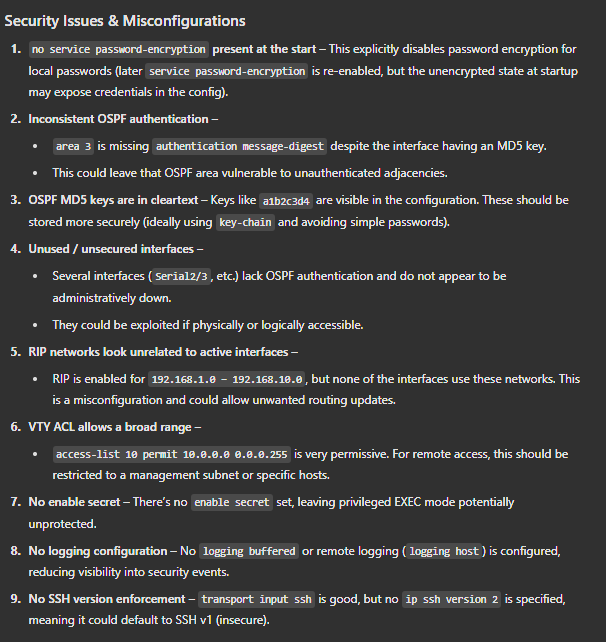 Security Issues & Misconfigurations
1. no service password-encryption present at the start – This explicitly disables password encryption for
local passwords (later service password-encryption is re-enabled, but the unencrypted state at startup
may expose credentials in the config).
2. Inconsistent OSPF authentication –
• area 3 is missing authentication message-digest despite the interface having an MD5 key.
• This could leave that OSPF area vulnerable to unauthenticated adjacencies.
3. OSPF MD5 keys are in cleartext – Keys like a1b2c3d4 are visible in the configuration. These should be
stored more securely (ideally using key-chain and avoiding simple passwords).
4. Unused / unsecured interfaces –
• Several interfaces (Serial2/3, etc.) lack OSPF authentication and do not appear to be
administratively down.
• They could be exploited if physically or logically accessible.
5. RIP networks look unrelated to active interfaces –
• RIP is enabled for 192.168.1.0 – 192.168.10.0, but none of the interfaces use these networks. This
is a misconfiguration and could allow unwanted routing updates.
6. VTY ACL allows a broad range –
• access-list 10 permit 10.0.0.0 0.0.0.255 is very permissive. For remote access, this should be
restricted to a management subnet or specific hosts.
7. No enable secret – There's no enable secret set, leaving privileged EXEC mode potentially
unprotected.
8. No logging configuration – No logging buffered or remote logging (logging host) is configured,
reducing visibility into security events.
9. No SSH version enforcement – transport input ssh is good, but no ip ssh version 2 is specified,
meaning it could default to SSH v1 (insecure).